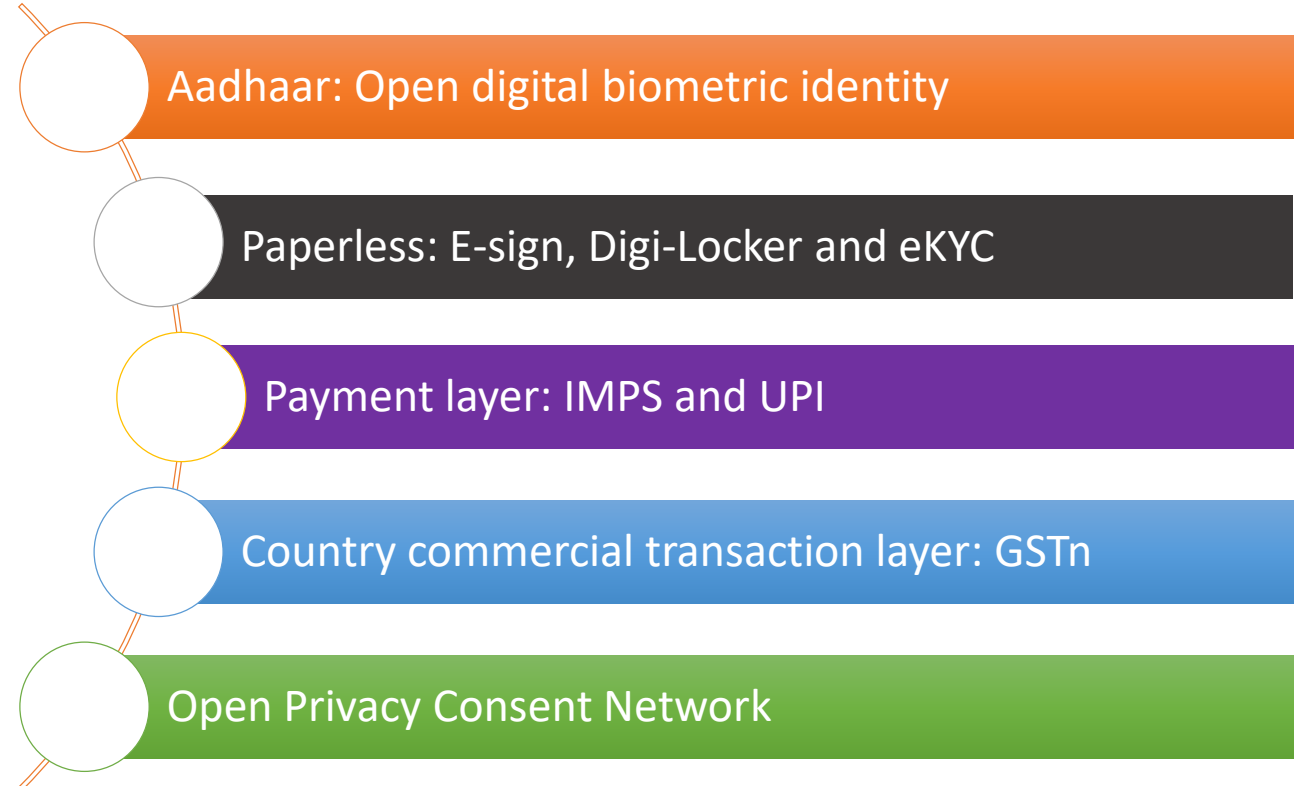 Aadhaar: Open digital biometric identity
Paperless: E-sign, Digi-Locker and eKYC
Payment layer: IMPS and UPI
Country commercial transaction layer: GSTn
Open Privacy Consent Network